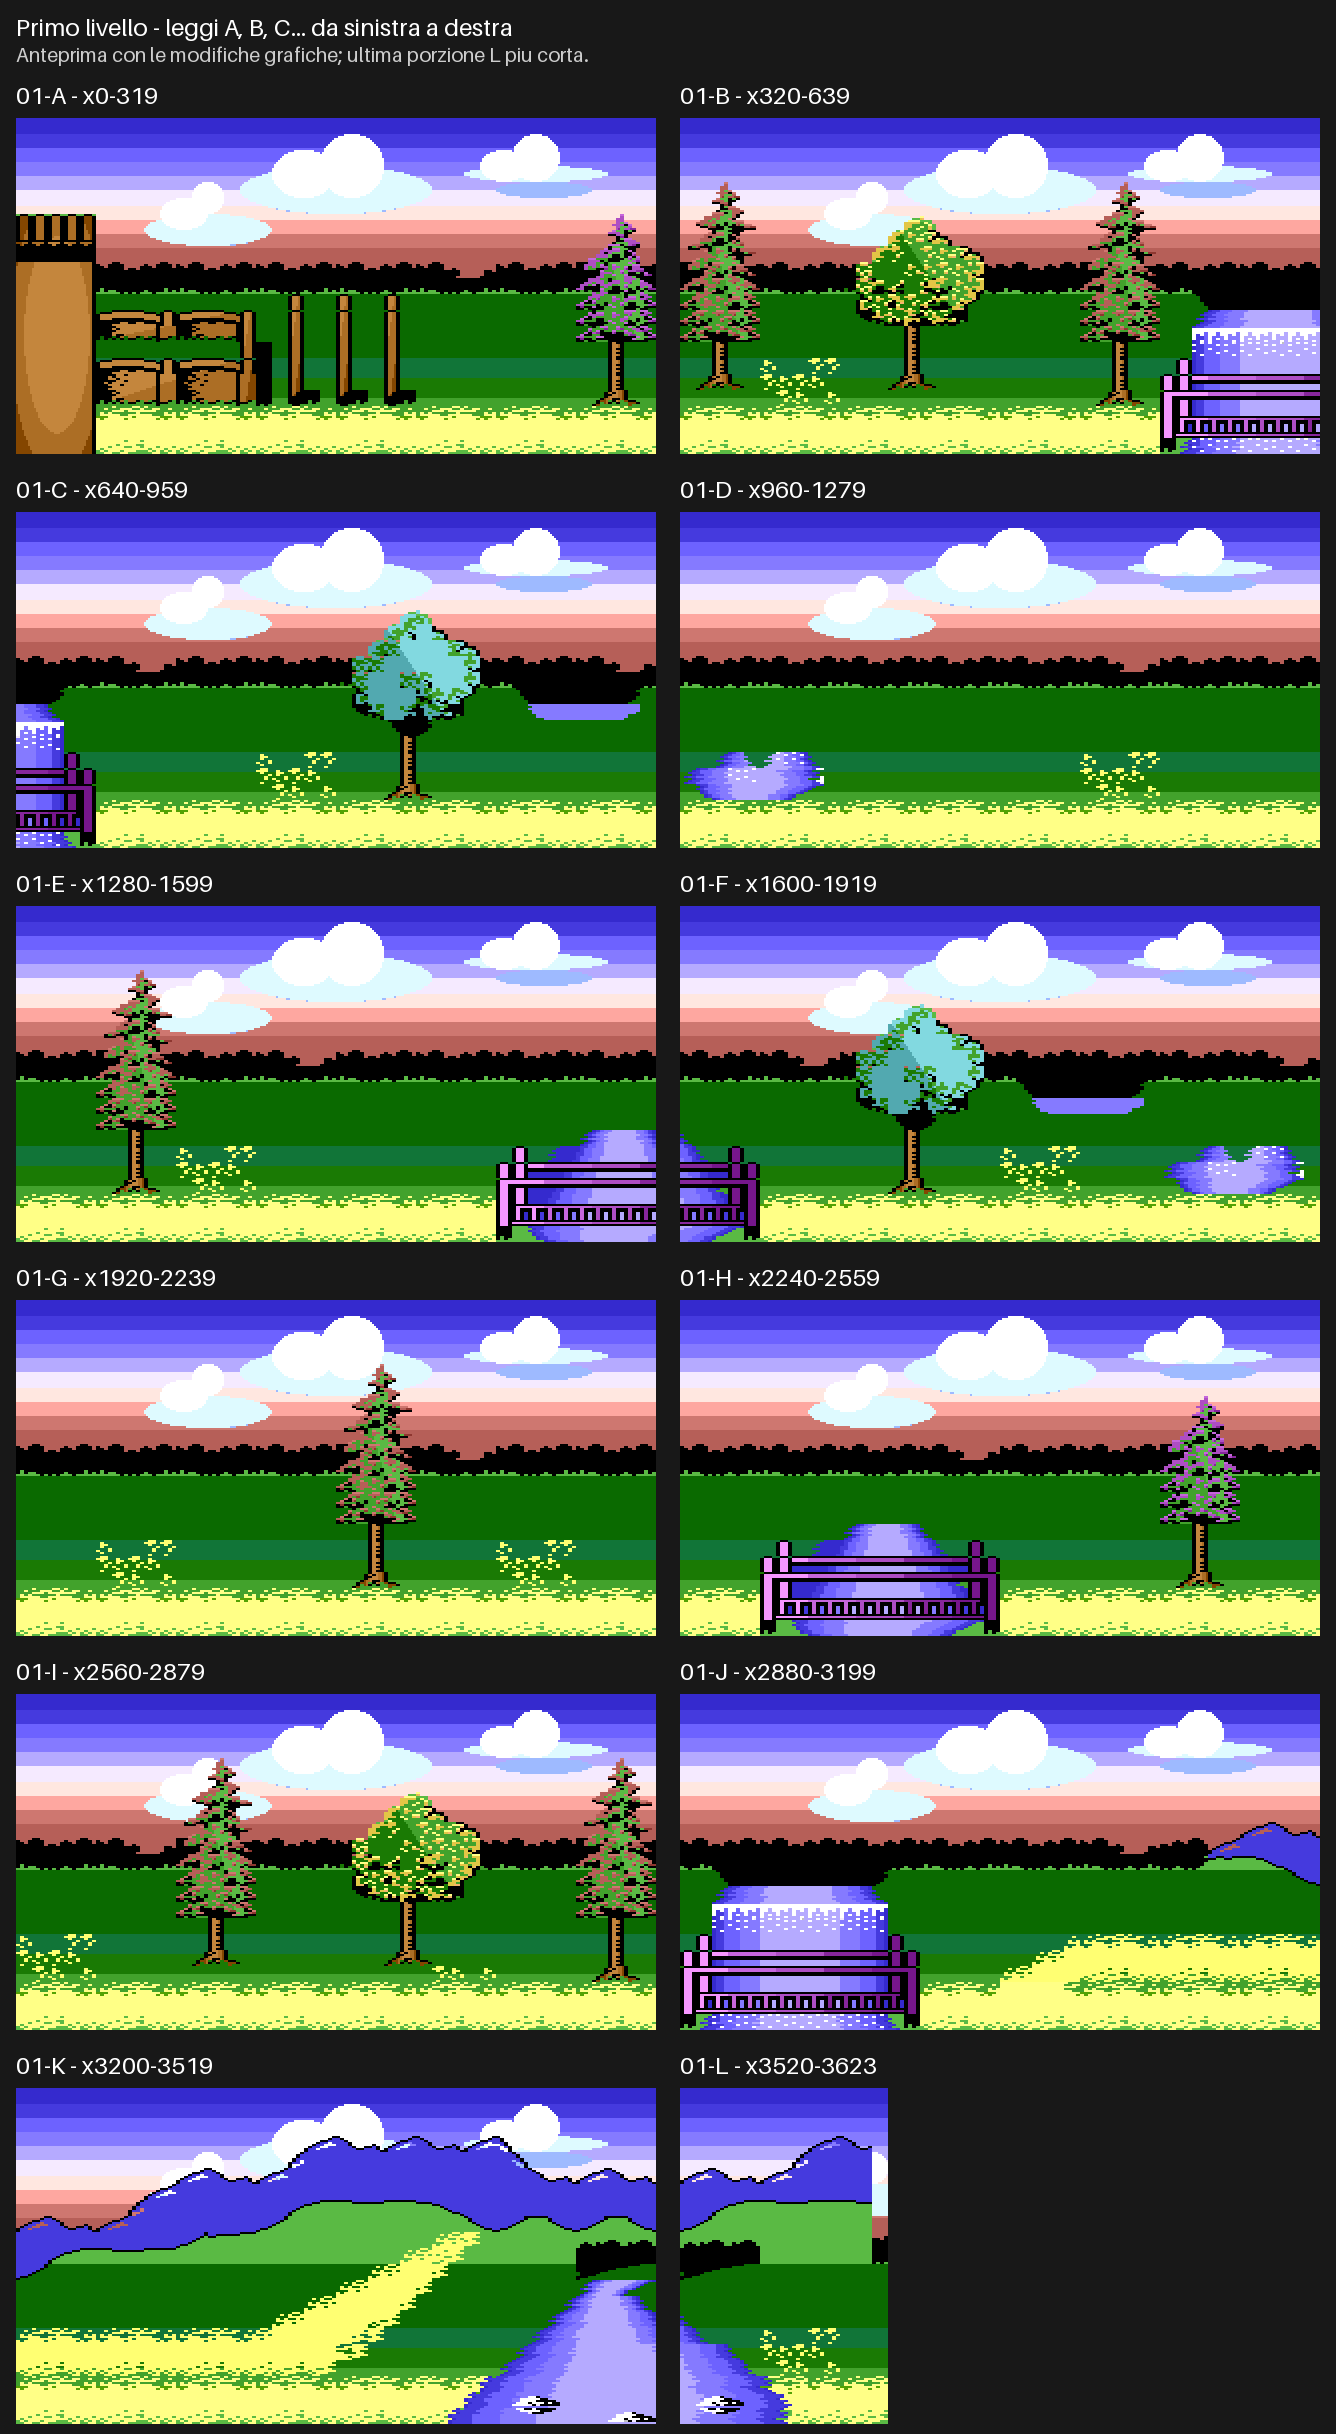 Primo livello - leggi A, B, C... da sinistra a destra
Anteprima con le modifiche grafiche; ultima porzione L piu corta.
01-A - x0-319
01-B - x320-639
01-C - x640-959
01-D - x960-1279
01-E - x1280-1599
01-F - x1600-1919
01-G - x1920-2239
01-H - x2240-2559
01-I - x2560-2879
01-J - x2880-3199
01-K - x3200-3519
01-L - x3520-3623